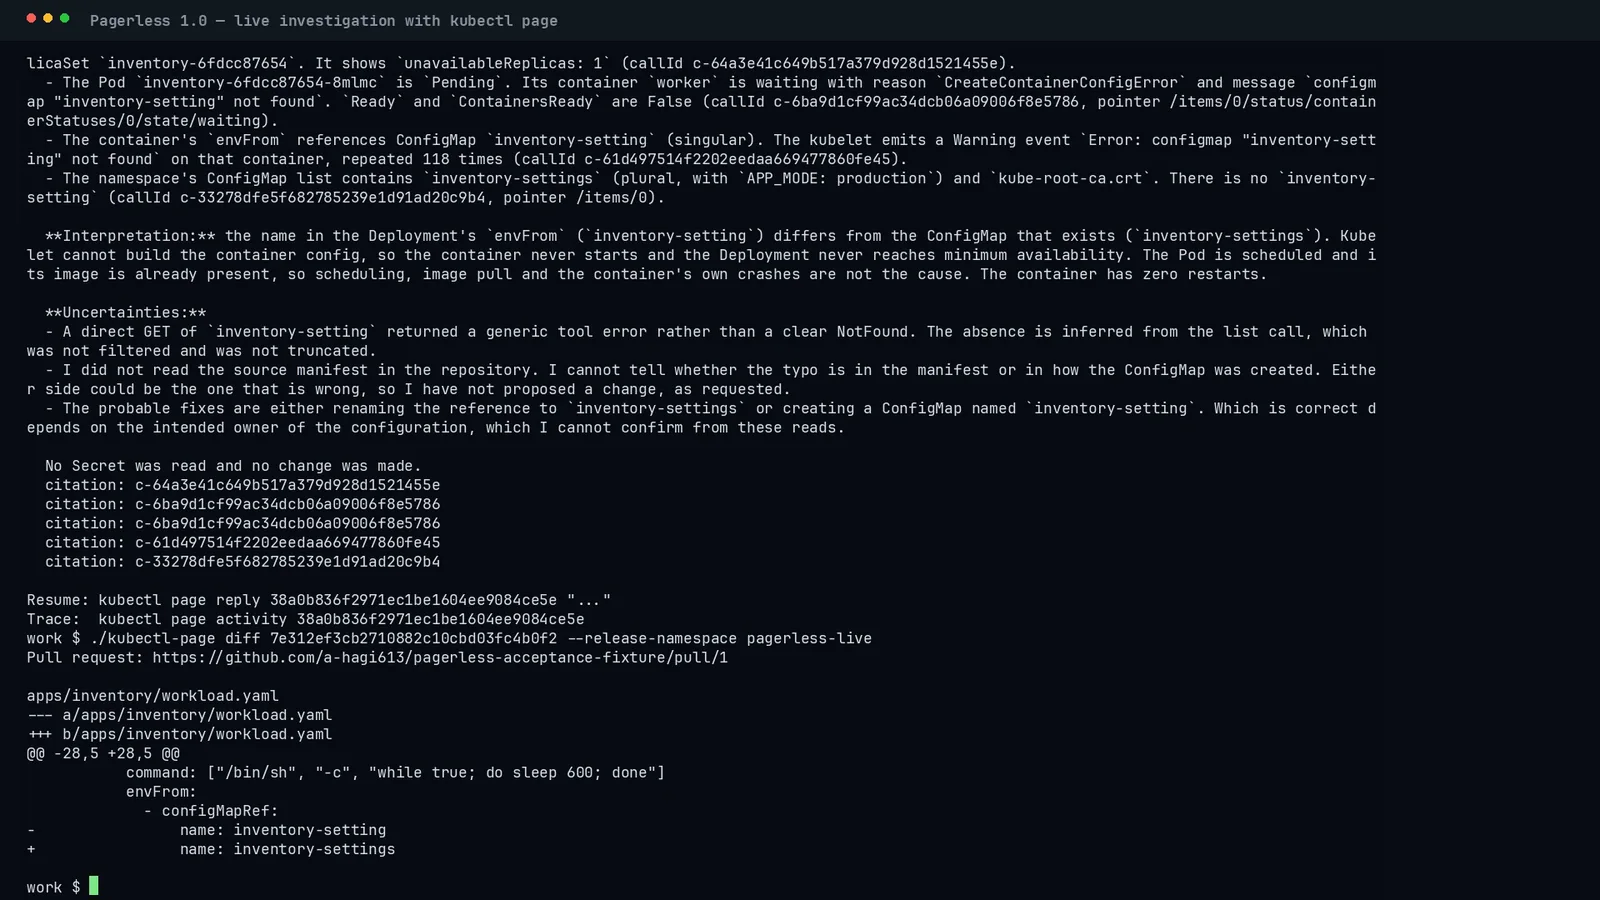 Pagerless 1.0 — live investigation with kubectl page
licaSet `inventory-6fdcc87654`. It shows `unavailableReplicas: 1` (callId c-64a3e41c649b517a379d928d1521455e).
- The Pod `inventory-6fdcc87654-8mlmc` is `Pending`. Its container `worker` is waiting with reason `CreateContainerConfigError` and message `configm
ap "inventory-setting" not found`. `Ready` and `ContainersReady` are False (callId c-6ba9d1cf99ac34dcb06a09006f8e5786, pointer /items/0/status/contain
erStatuses/0/state/waiting).
- The container's `envFrom` references ConfigMap `inventory-setting` (singular). The kubelet emits a Warning event `Error: configmap "inventory-sett
ing" not found` on that container, repeated 118 times (callId c-61d497514f2202eedaa669477860fe45).
- The namespace's ConfigMap list contains `inventory-settings` (plural, with `APP_MODE: production`) and `kube-root-ca.crt`. There is no `inventory-
setting` (callId c-33278dfe5f682785239e1d91ad20c9b4, pointer /items/0).
**Interpretation:** the name in the Deployment's `envFrom` (`inventory-setting`) differs from the ConfigMap that exists (`inventory-settings`). Kube
let cannot build the container config, so the container never starts and the Deployment never reaches minimum availability. The Pod is scheduled and i
ts image is already present, so scheduling, image pull and the container's own crashes are not the cause. The container has zero restarts.
**Uncertainties:**
- A direct GET of `inventory-setting` returned a generic tool error rather than a clear NotFound. The absence is inferred from the list call, which
was not filtered and was not truncated.
- I did not read the source manifest in the repository. I cannot tell whether the typo is in the manifest or in how the ConfigMap was created. Eithe
r side could be the one that is wrong, so I have not proposed a change, as requested.
- The probable fixes are either renaming the reference to `inventory-settings` or creating a ConfigMap named `inventory-setting`. Which is correct d
epends on the intended owner of the configuration, which I cannot confirm from these reads.
No Secret was read and no change was made.
citation: c-64a3e41c649b517a379d928d1521455e
citation: c-6ba9d1cf99ac34dcb06a09006f8e5786
citation: c-6ba9d1cf99ac34dcb06a09006f8e5786
citation: c-61d497514f2202eedaa669477860fe45
citation: c-33278dfe5f682785239e1d91ad20c9b4
Resume: kubectl page reply 38a0b836f2971ec1be1604ee9084ce5e "..."
Trace:  kubectl page activity 38a0b836f2971ec1be1604ee9084ce5e
work $ ./kubectl-page diff 7e312ef3cb2710882c10cbd03fc4b0f2 --release-namespace pagerless-live
Pull request: https://github.com/a-hagi613/pagerless-acceptance-fixture/pull/1
apps/inventory/workload.yaml
--- a/apps/inventory/workload.yaml
+++ b/apps/inventory/workload.yaml
@@ -28,5 +28,5 @@
command: ["/bin/sh", "-c", "while true; do sleep 600; done"]
envFrom:
- configMapRef:
-                name: inventory-setting
+                name: inventory-settings
work $